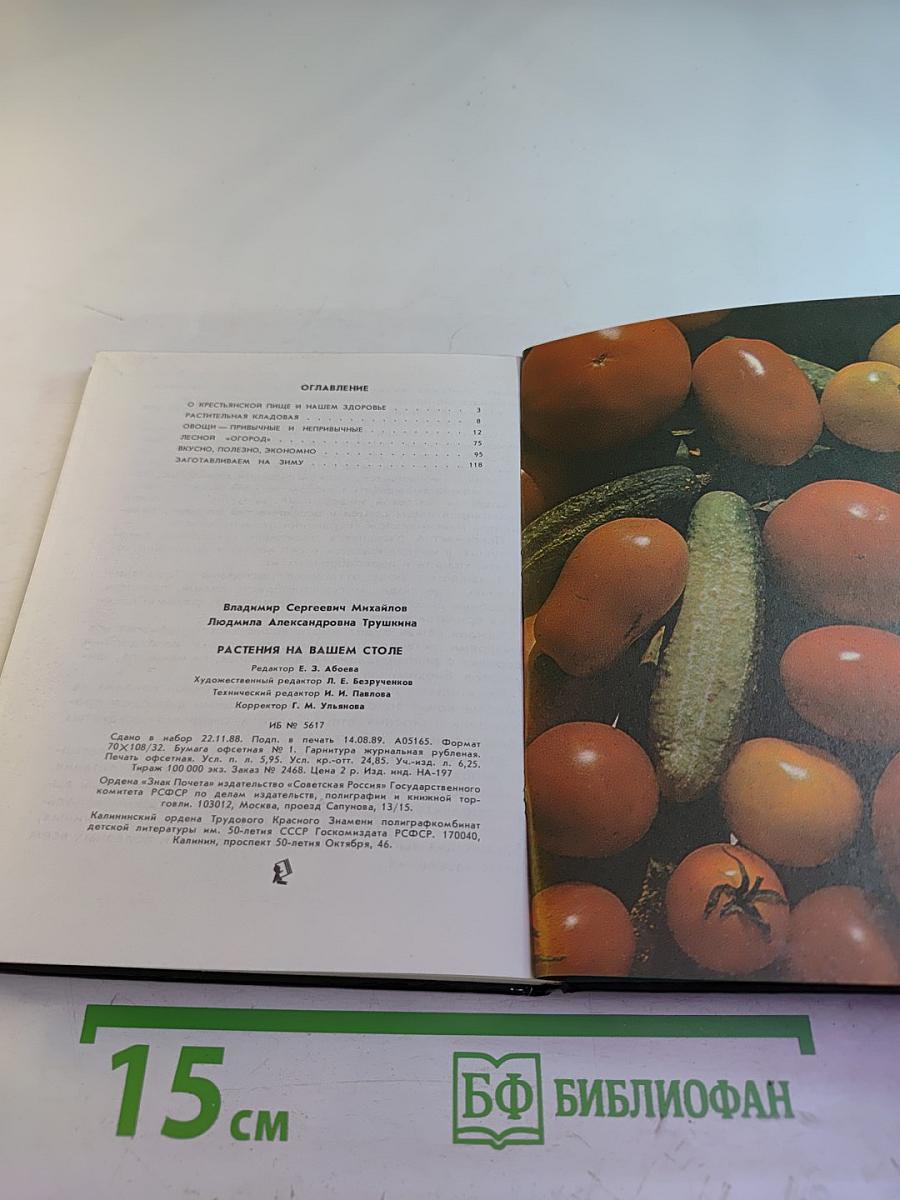 ОГЛАВЛЕНИЕ
О КРЕСТЬЯНСКОЙ ПИЩЕ И НАШЕМ ЗДОРОВЬЕ . . . . . . . 3
РАСТИТЕЛЬНАЯ КЛАДОВАЯ . . . . . . . . . . . . . . 8
ОВОЩИ — ПРИВЫЧНЫЕ И НЕПРИВЫЧНЫЕ . . . . . . . . . 12
ЛЕСНОЙ «ОГОРОД» . . . . . . . . . . . . . . . . . 75
ВКУСНО, ПОЛЕЗНО, ЭКОНОМНО . . . . . . . . . . . . 95
ЗАГОТАВЛИВАЕМ НА ЗИМУ . . . . . . . . . . . . . . 118
Владимир Сергеевич Михайлов
Людмила Александровна Трушкина
РАСТЕНИЯ НА ВАШЕМ СТОЛЕ
Редактор Е. З. Абоева
Художественный редактор Л. Е. Безрученков
Технический редактор И. И. Павлова
Корректор Г. М. Ульянова
ИБ № 5617
Сдано в набор 22.11.88. Подп. в печать 14.08.89. А05165. Формат
70×108/32. Бумага офсетная № 1. Гарнитура журнальная рубленая.
Печать офсетная. Усл. п. л. 5,95. Усл. кр.-отт. 24,85. Уч.-изд. л. 6,25.
Тираж 100 000 экз. Заказ № 2468. Цена 2 р. Изд. инд. НА-197
Ордена «Знак Почета» издательство «Советская Россия» Государственного
комитета РСФСР по делам издательств, полиграфии и книжной тор-
говли. 103012, Москва, проезд Сапунова, 13/15.
Калининский ордена Трудового Красного Знамени полиграфкомбинат
детской литературы им. 50-летия СССР Госкомиздата РСФСР. 170040,
Калинин, проспект 50-летия Октября, 46.
15 см
БФ БИБЛИОФАН